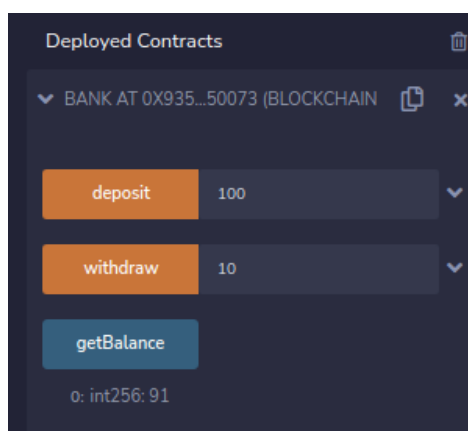 Deployed Contracts
BANK AT 0X935...50073 (BLOCKCHAIN
deposit 100
withdraw 10
getBalance
0: int256: 91